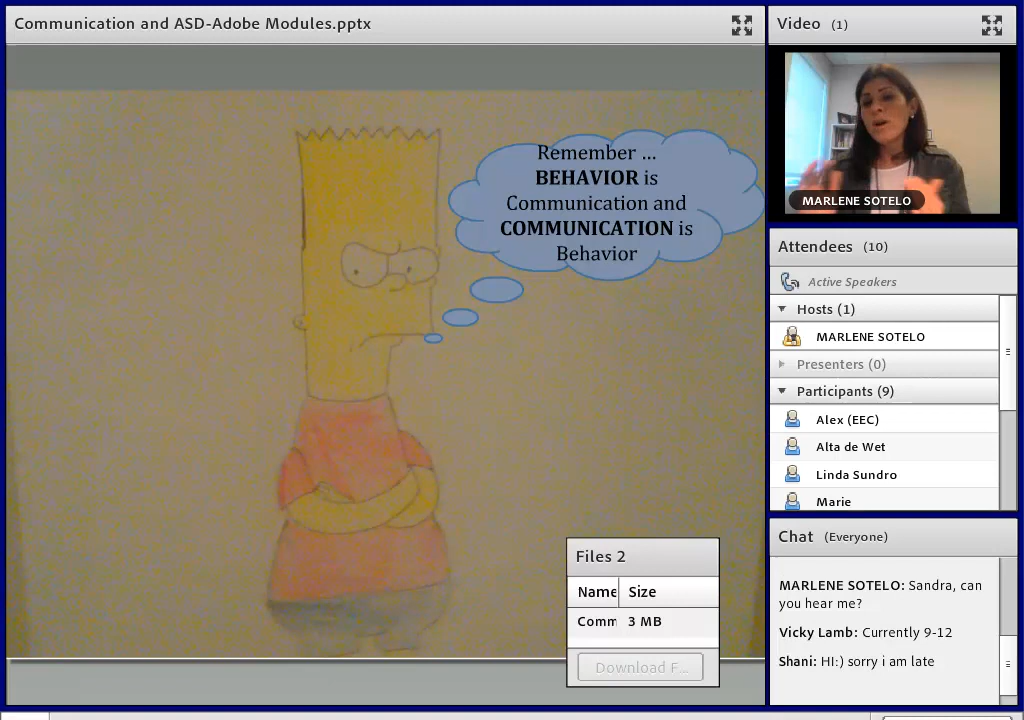 Communication and ASD-Adobe Modules.pptx
Remember ...
BEHAVIOR is
Communication and
COMMUNICATION is
Behavior
Files 2
Name Size
Comm 3 MB
Download F...
Video (1)
MARLENE SOTELO
Attendees (10)
Active Speakers
Hosts (1)
MARLENE SOTELO
Presenters (0)
Participants (9)
Alex (EEC)
Alta de Wet
Linda Sundro
Marie
Chat (Everyone)
MARLENE SOTELO: Sandra, can
you hear me?
Vicky Lamb: Currently 9-12
Shani: HI:) sorry i am late